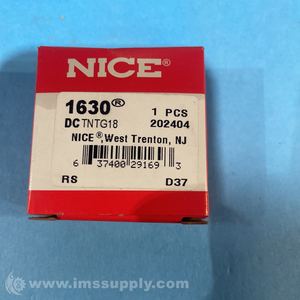 NICE®
1630® 1 PCS
DC TNTG18 202404
NICE®, West Trenton, NJ
6 37400 29169 3
RS D37
© www.imssupply.com